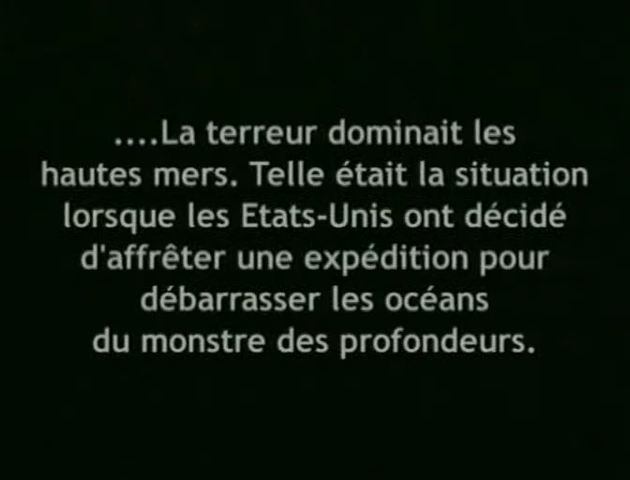 ....La terreur dominait les
hautes mers. Telle était la situation
lorsque les Etats-Unis ont décidé
d'affrêter une expédition pour
débarrasser les océans
du monstre des profondeurs.